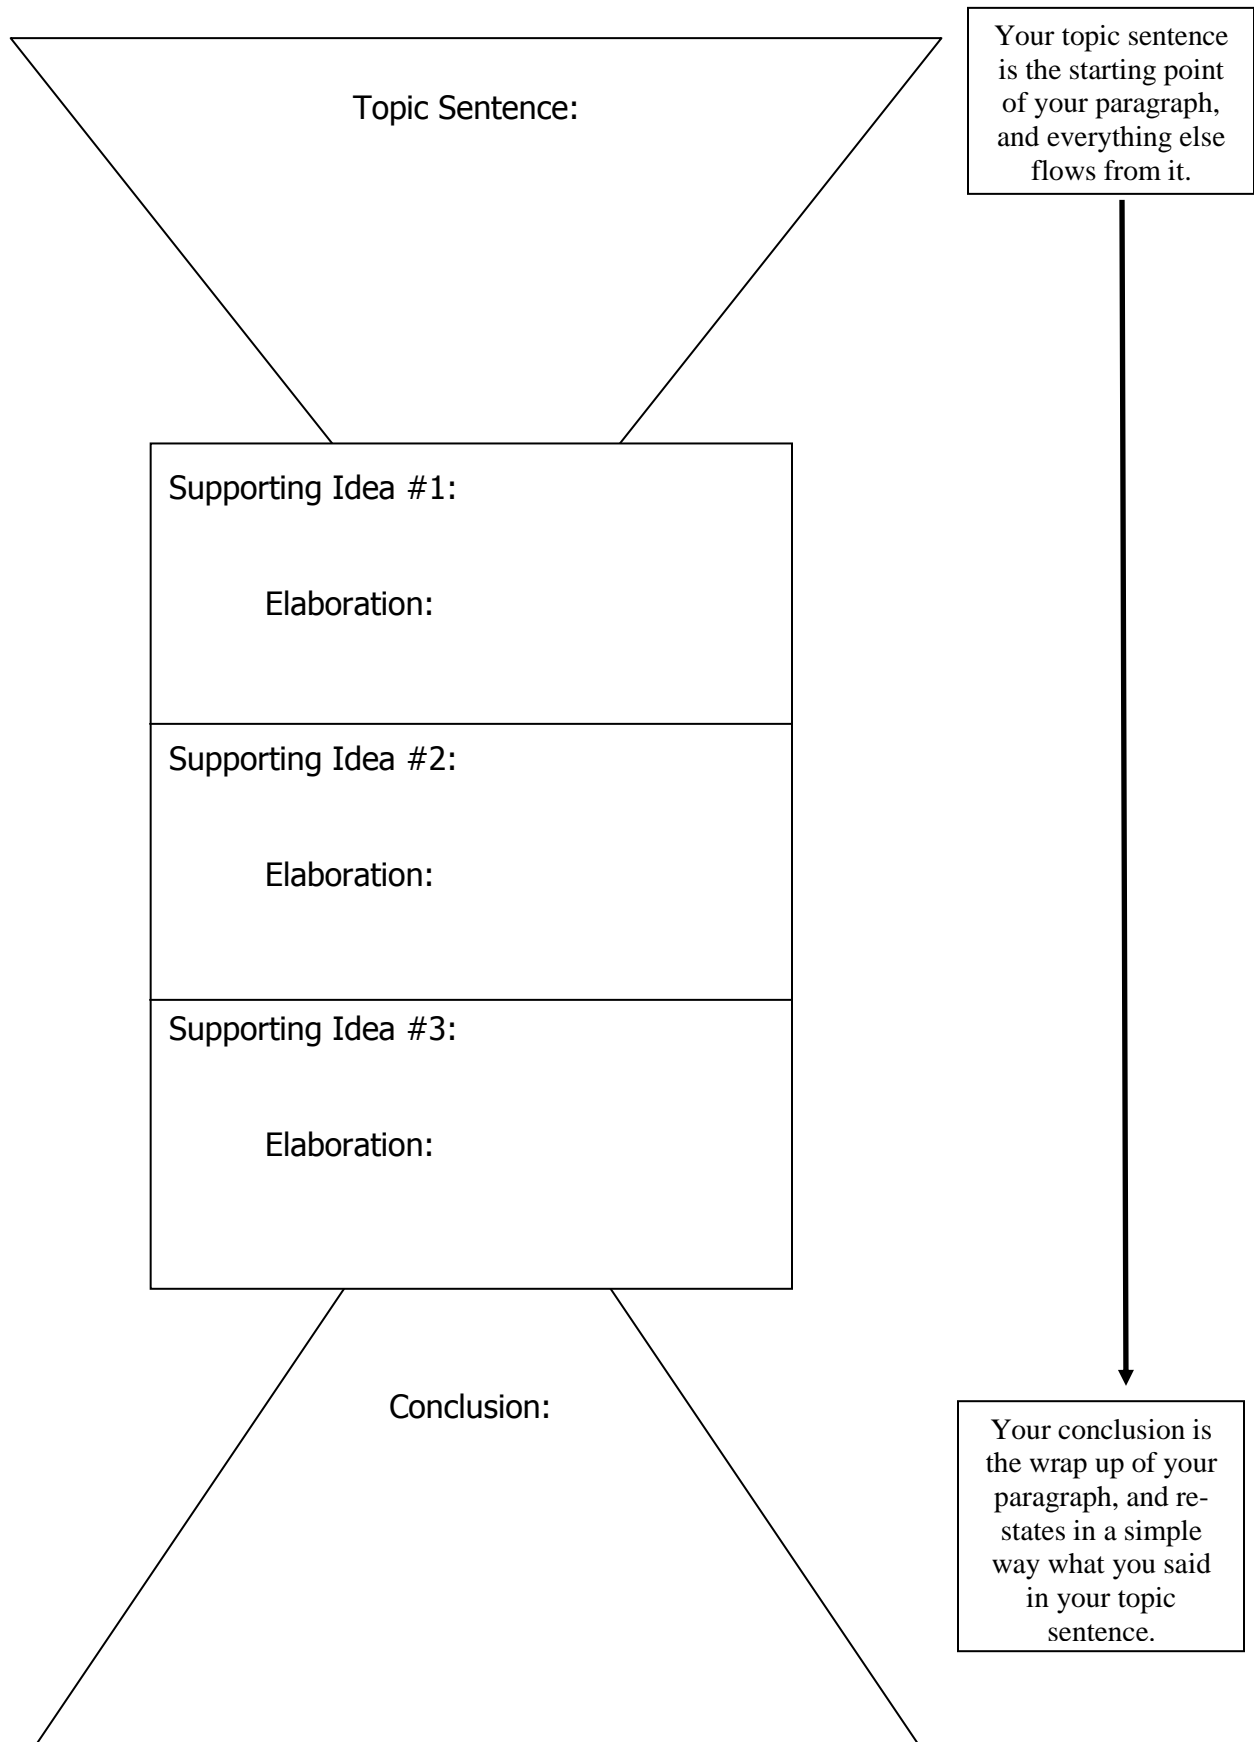 Topic Sentence:
Your topic sentence
is the starting point
of your paragraph,
and everything else
flows from it.
Supporting Idea #1:
Elaboration:
Supporting Idea #2:
Elaboration:
Supporting Idea #3:
Elaboration:
Conclusion:
Your conclusion is
the wrap up of your
paragraph, and re-
states in a simple
way what you said
in your topic
sentence.